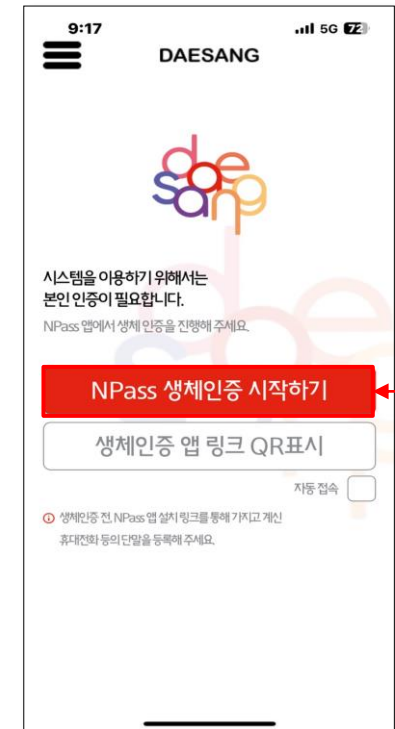 9:17
5G 72
DAESANG
dae
sang
시스템을 이용하기 위해서는
본인 인증이 필요합니다.
NPass 앱에서 생체 인증을 진행해 주세요.
NPass 생체인증 시작하기
생체인증 앱 링크 QR표시
자동 접속
생체인증 전, NPass 앱 설치 링크를 통해 가지고 계신
휴대전화 등의 단말을 등록해 주세요.